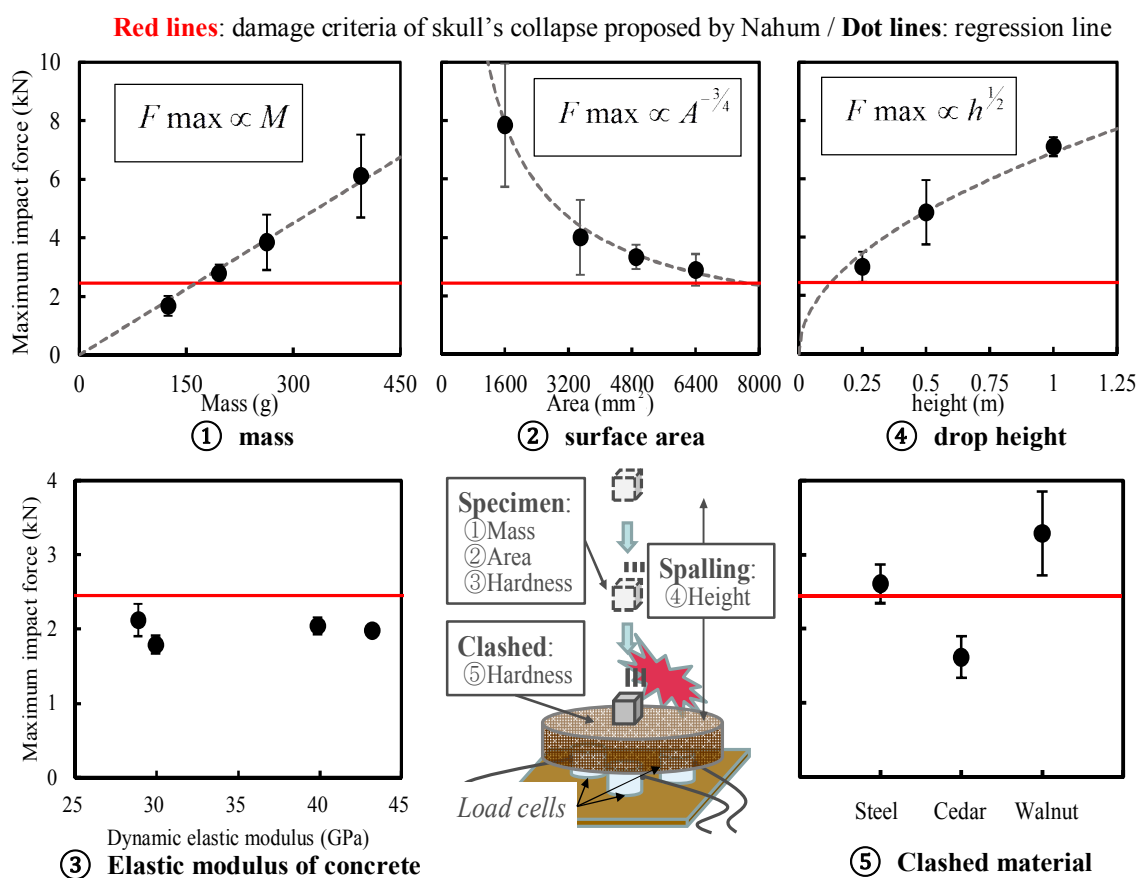 Red lines: damage criteria of skull's collapse proposed by Nahum / Dot lines: regression line
Maximum impact force (kN)
10
8
6
4
2
0
F max ∝ M
0 150 300 450
Mass (g)
① mass
F max ∝ A^{-3/4}
0 1600 3200 4800 6400 8000
Area (mm²)
② surface area
F max ∝ h^{1/2}
0 0.25 0.5 0.75 1 1.25
height (m)
④ drop height
Maximum impact force (kN)
4
3
2
1
0
25 30 35 40 45
Dynamic elastic modulus (GPa)
③ Elastic modulus of concrete
Specimen:
①Mass
②Area
③Hardness
Spalling:
④Height
Clashed:
⑤Hardness
Load cells
Steel Cedar Walnut
⑤ Clashed material